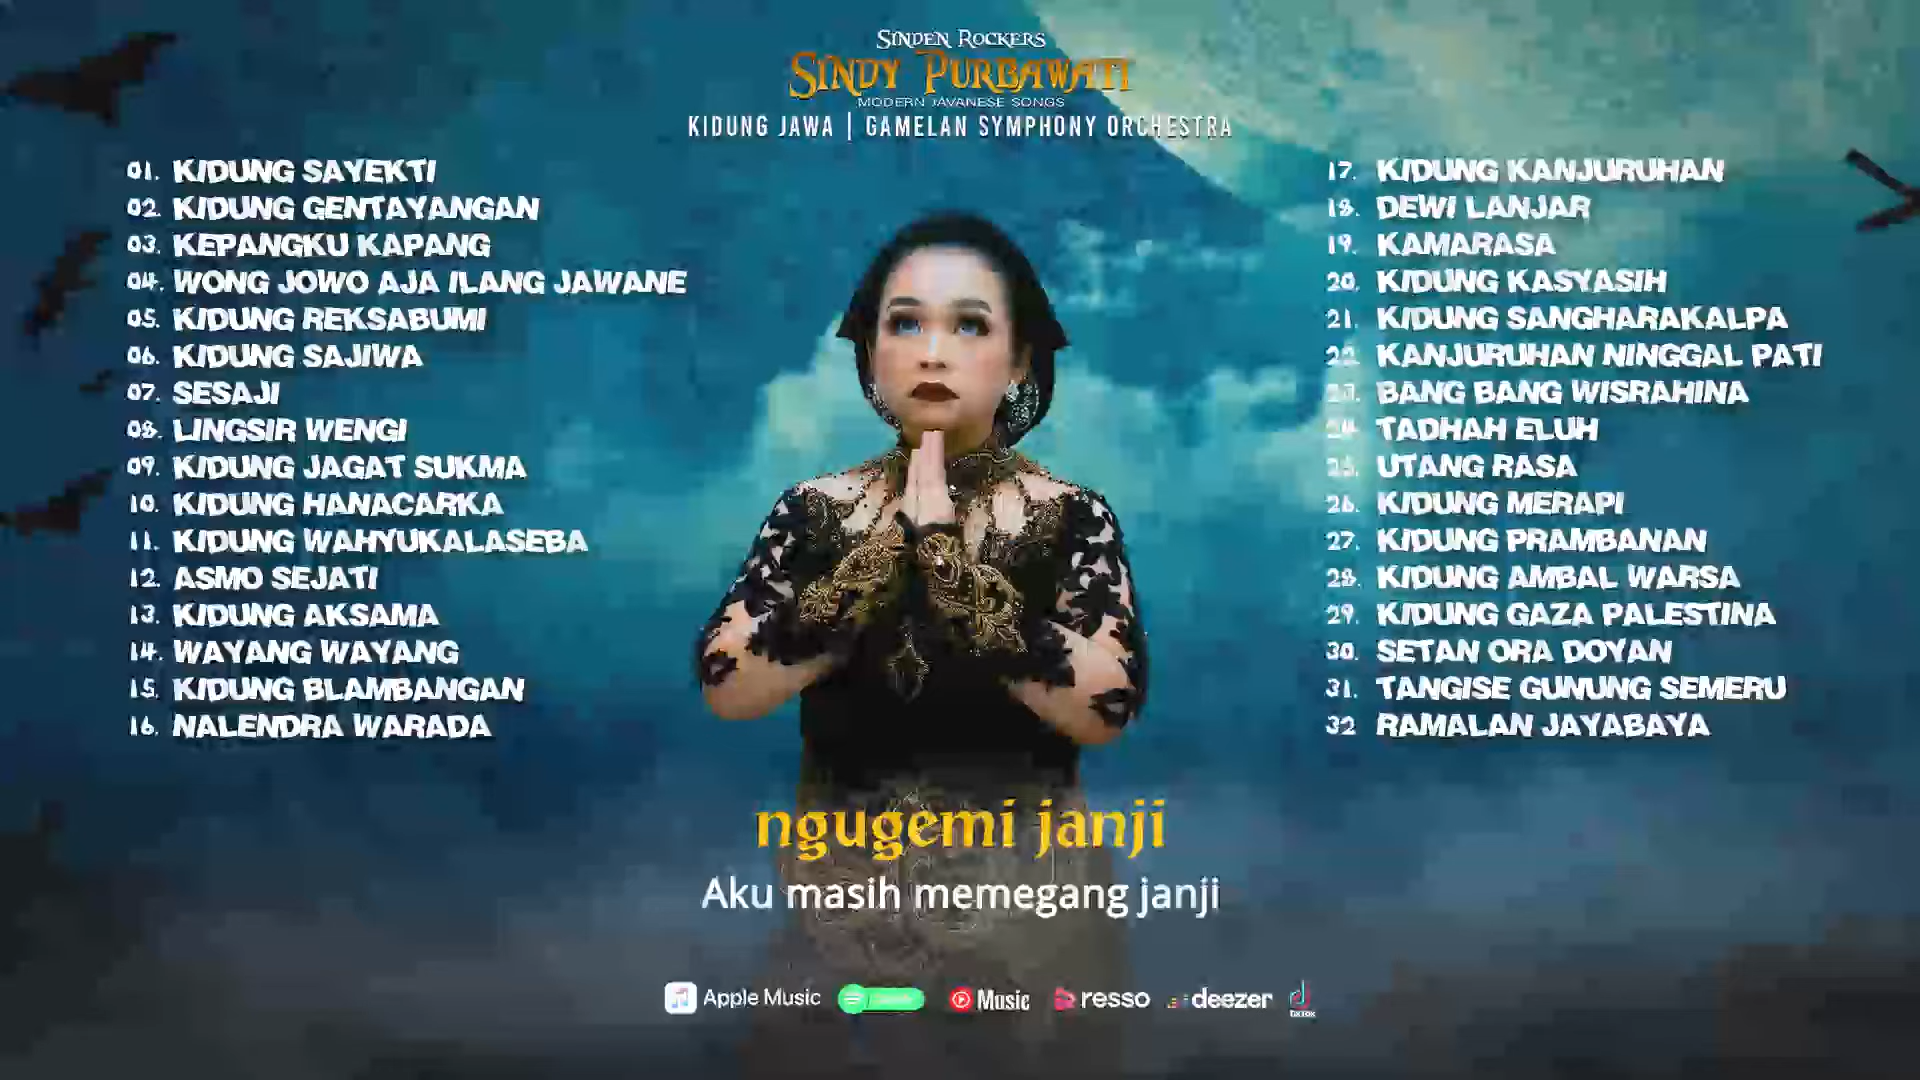 SINDEN ROCKERS
SINDY PURBAWATI
MODERN JAVANESE SONGS
KIDUNG JAWA | GAMELAN SYMPHONY ORCHESTRA
01. KIDUNG SAYEKTI
02. KIDUNG GENTAYANGAN
03. KEPANGKU KAPANG
04. WONG JOWO AJA ILANG JAWANE
05. KIDUNG REKSABUMI
06. KIDUNG SAJIWA
07. SESAJI
08. LINGSIR WENGI
09. KIDUNG JAGAT SUKMA
10. KIDUNG HANACARKA
11. KIDUNG WAHYUKALASEBA
12. ASMO SEJATI
13. KIDUNG AKSAMA
14. WAYANG WAYANG
15. KIDUNG BLAMBANGAN
16. NALENDRA WARADA
17. KIDUNG KANJURUHAN
18. DEWI LANJAR
19. KAMARASA
20. KIDUNG KASYASIH
21. KIDUNG SANGHARAKALPA
22. KANJURUHAN NINGGAL PATI
23. BANG BANG WISRAHINA
24. TADHAH ELUH
25. UTANG RASA
26. KIDUNG MERAPI
27. KIDUNG PRAMBANAN
28. KIDUNG AMBAL WARSA
29. KIDUNG GAZA PALESTINA
30. SETAN ORA DOYAN
31. TANGISE GUNUNG SEMERU
32 RAMALAN JAYABAYA
ngugemi janji
Aku masih memegang janji
Apple Music
Music
resso
deezer
TikTok